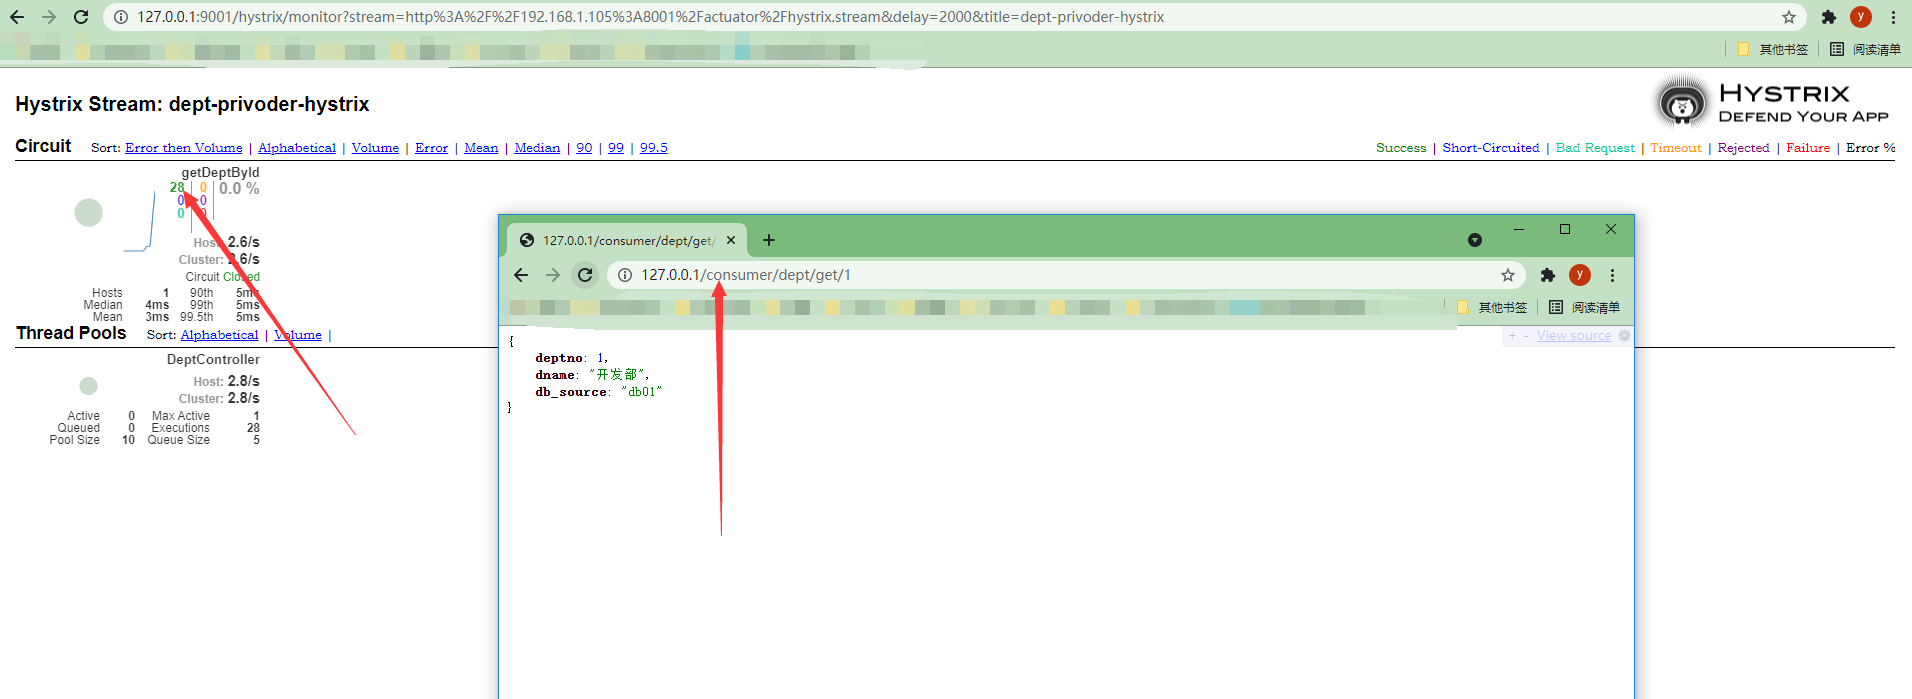 127.0.0.1:9001/hystrix/monitor?stream=http%3A%2F%2F192.168.1.105%3A8001%2Factuator%2Fhystrix.stream&delay=2000&title=dept-privoder-hystrix
y
其他书签 阅读清单
Hystrix Stream: dept-privoder-hystrix
HYSTRIX
DEFEND YOUR APP
Circuit Sort: Error then Volume | Alphabetical | Volume | Error | Mean | Median | 90 | 99 | 99.5
Success | Short-Circuited | Bad Request | Timeout | Rejected | Failure | Error %
getDeptById
28 0 0.0 %
0 0
0 0
Host: 2.6/s
Cluster: 2.6/s
Circuit Closed
Hosts 1 90th 5ms
Median 4ms 99th 5ms
Mean 3ms 99.5th 5ms
Thread Pools Sort: Alphabetical | Volume |
DeptController
Host: 2.8/s
Cluster: 2.8/s
Active 0 Max Active 1
Queued 0 Executions 28
Pool Size 10 Queue Size 5
127.0.0.1/consumer/dept/get/
127.0.0.1/consumer/dept/get/1
y
其他书签 阅读清单
+ - View source
{
deptno: 1,
dname: "开发部",
db_source: "db01"
}